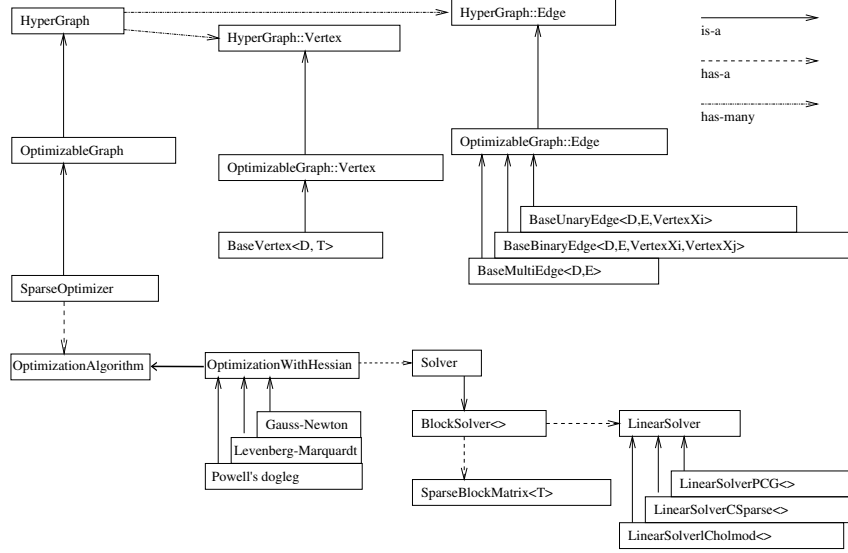 HyperGraph
HyperGraph::Edge
HyperGraph::Vertex
is-a
has-a
has-many
OptimizableGraph
OptimizableGraph::Edge
OptimizableGraph::Vertex
BaseUnaryEdge<D,E,VertexXi>
BaseVertex<D, T>
BaseBinaryEdge<D,E,VertexXi,VertexXj>
BaseMultiEdge<D,E>
SparseOptimizer
OptimizationAlgorithm
OptimizationWithHessian
Solver
Gauss-Newton
BlockSolver<>
LinearSolver
Levenberg-Marquardt
Powell's dogleg
LinearSolverPCG<>
SparseBlockMatrix<T>
LinearSolverCSparse<>
LinearSolverlCholmod<>